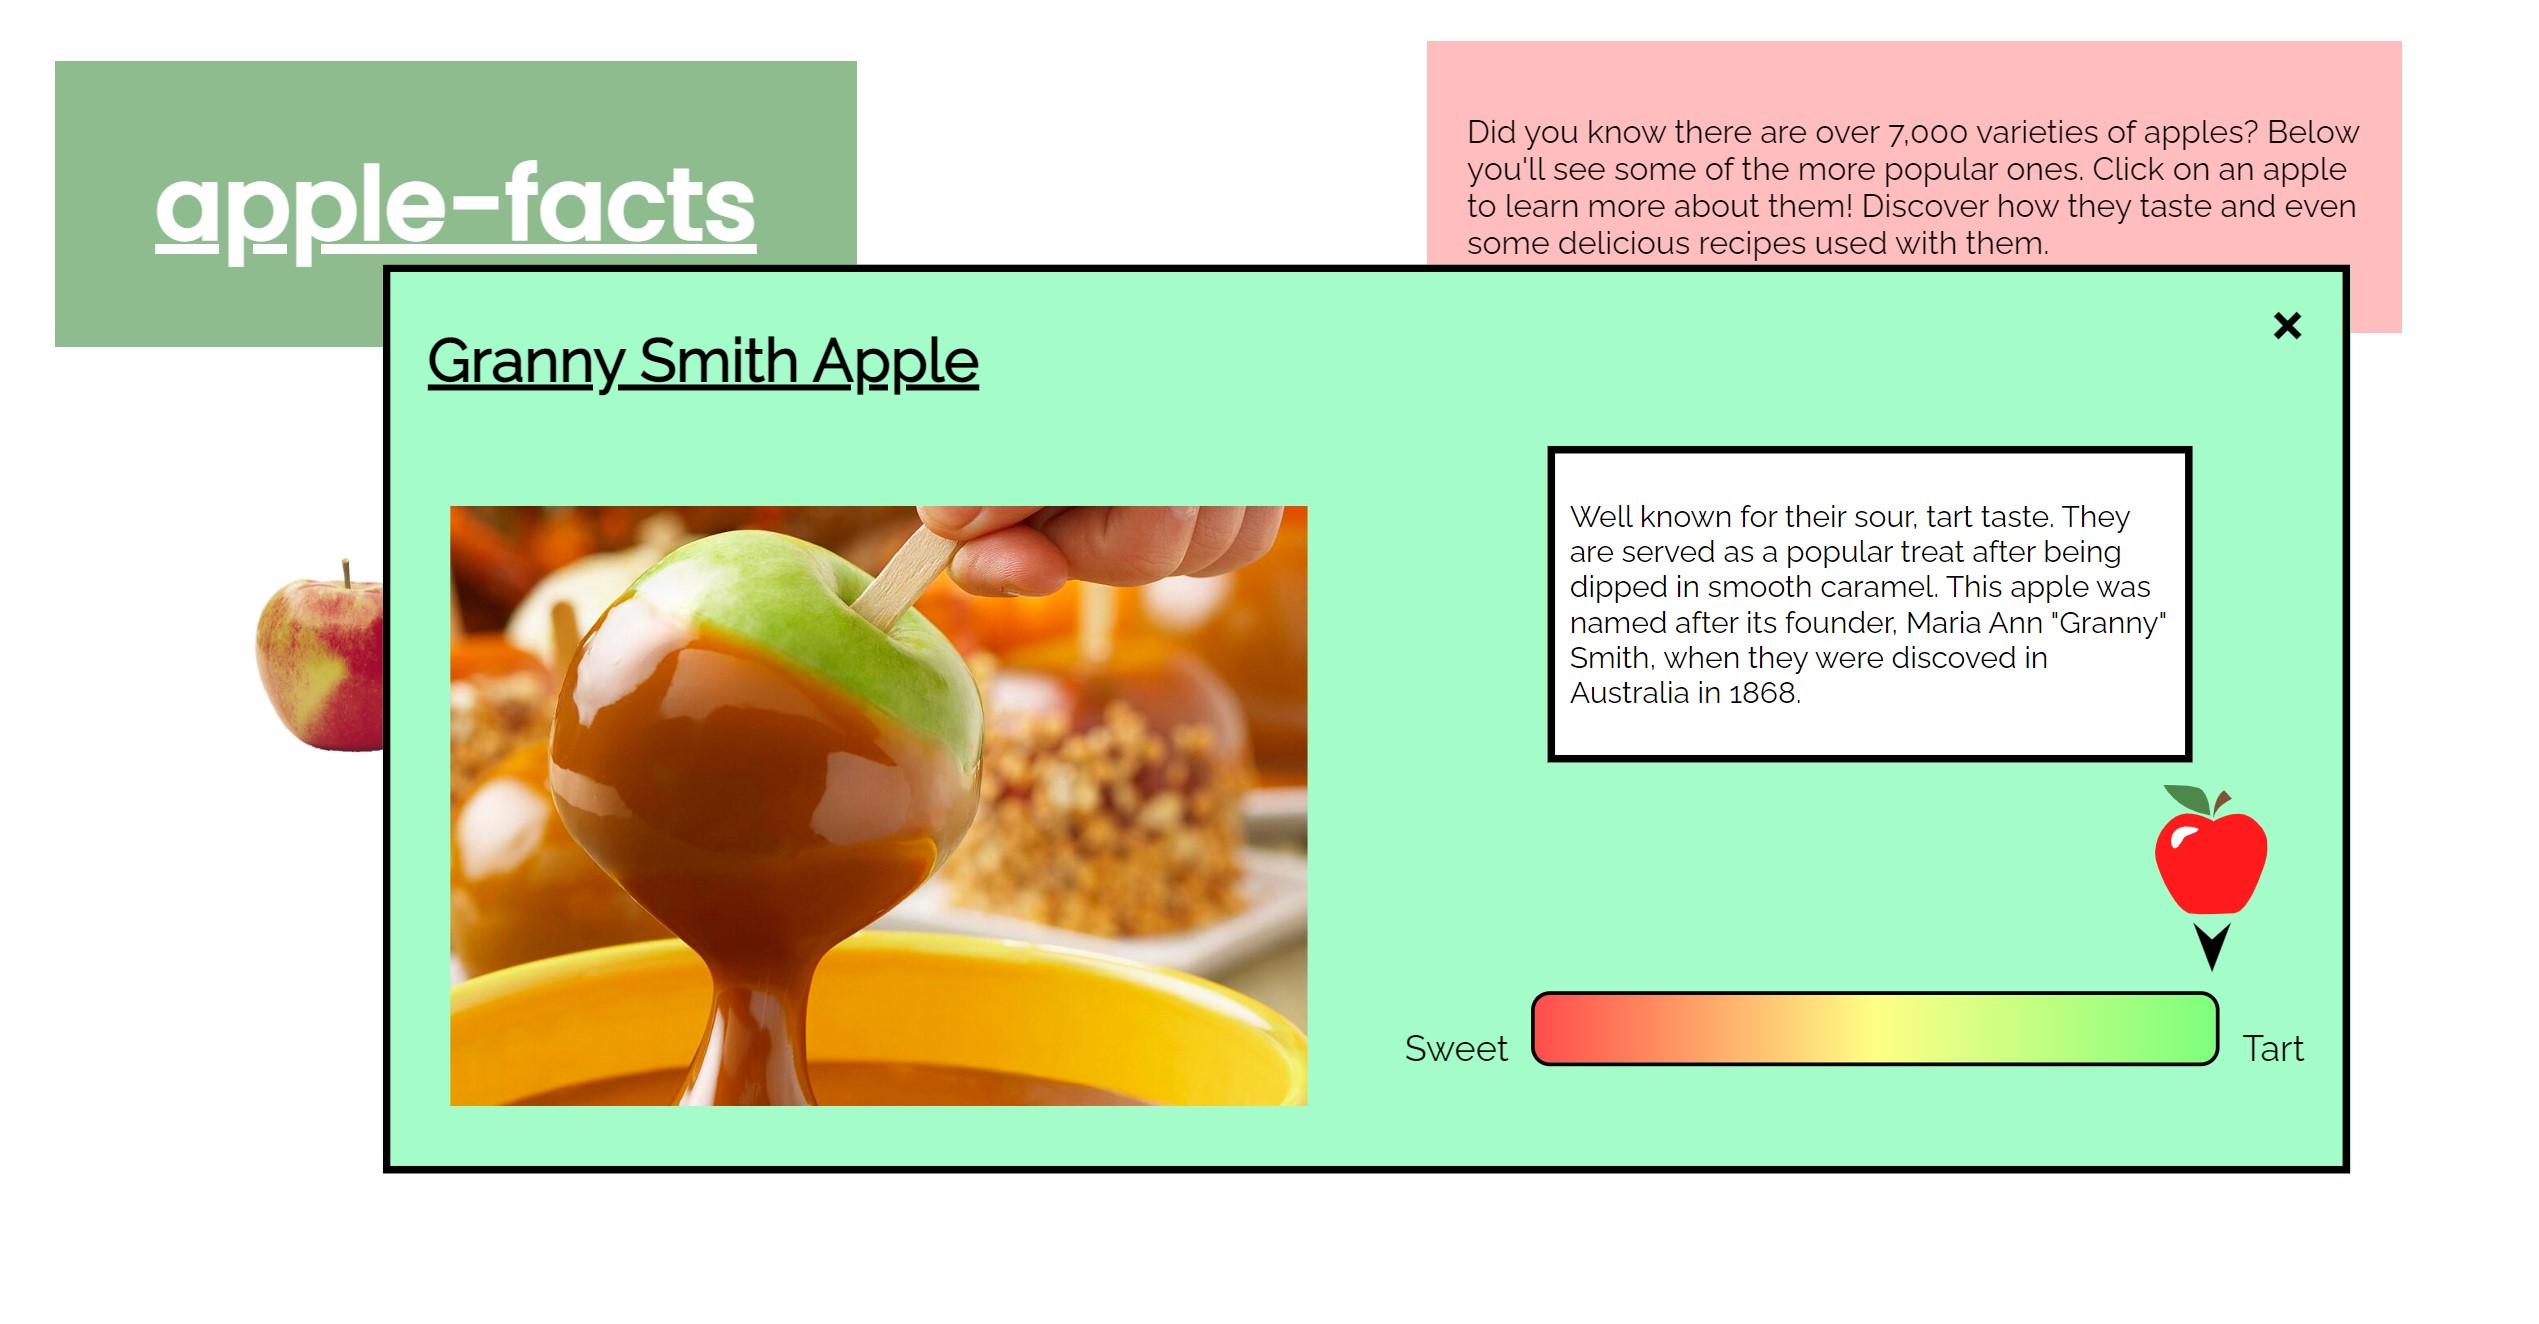 apple-facts
Did you know there are over 7,000 varieties of apples? Below
you'll see some of the more popular ones. Click on an apple
to learn more about them! Discover how they taste and even
some delicious recipes used with them.
Granny Smith Apple
×
Well known for their sour, tart taste. They
are served as a popular treat after being
dipped in smooth caramel. This apple was
named after its founder, Maria Ann "Granny"
Smith, when they were discoved in
Australia in 1868.
Sweet
Tart